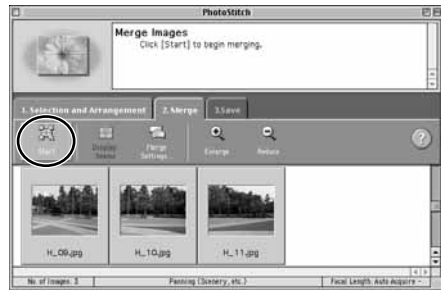 PhotoStitch
Merge Images
Click [Start] to begin merging.
1. Selection and Arrangement
2. Merge
3.Save
Start
Display Seams
Merge Settings...
Enlarge
Reduce
?
H_09.jpg
H_10.jpg
H_11.jpg
No. of Images: 3
Panning (Scenery, etc.)
Focal Length: Auto Acquire -